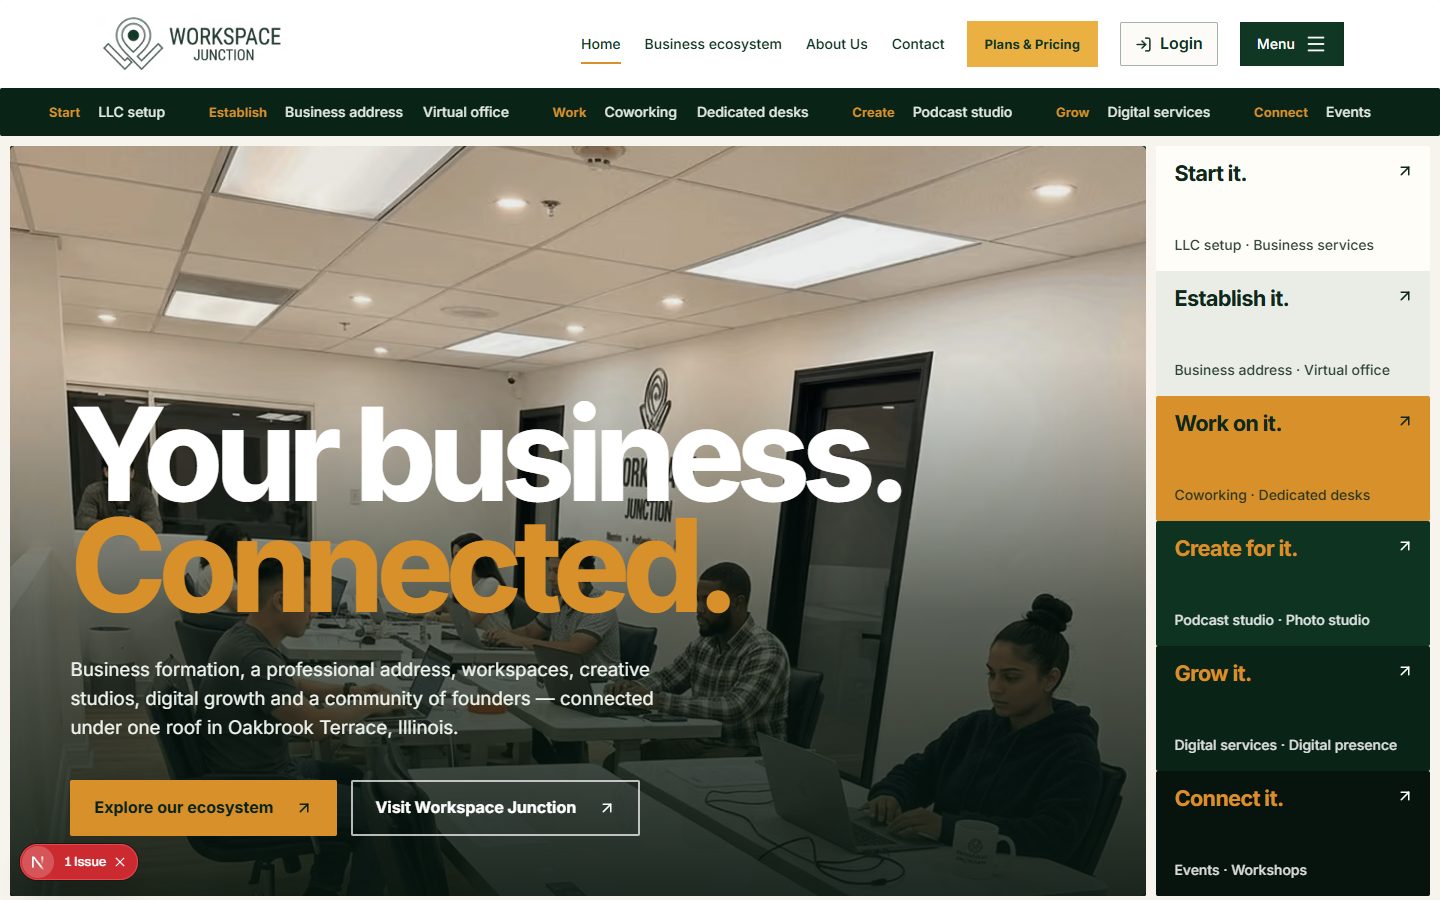 WORKSPACE
JUNCTION
Home Business ecosystem About Us Contact Plans & Pricing Login Menu
Start LLC setup Establish Business address Virtual office Work Coworking Dedicated desks Create Podcast studio Grow Digital services Connect Events
Your business.
Connected.
Business formation, a professional address, workspaces, creative
studios, digital growth and a community of founders — connected
under one roof in Oakbrook Terrace, Illinois.
Explore our ecosystem
Visit Workspace Junction
N 1 Issue
JUNCTION
Start it.
LLC setup · Business services
Establish it.
Business address · Virtual office
Work on it.
Coworking · Dedicated desks
Create for it.
Podcast studio · Photo studio
Grow it.
Digital services · Digital presence
Connect it.
Events · Workshops